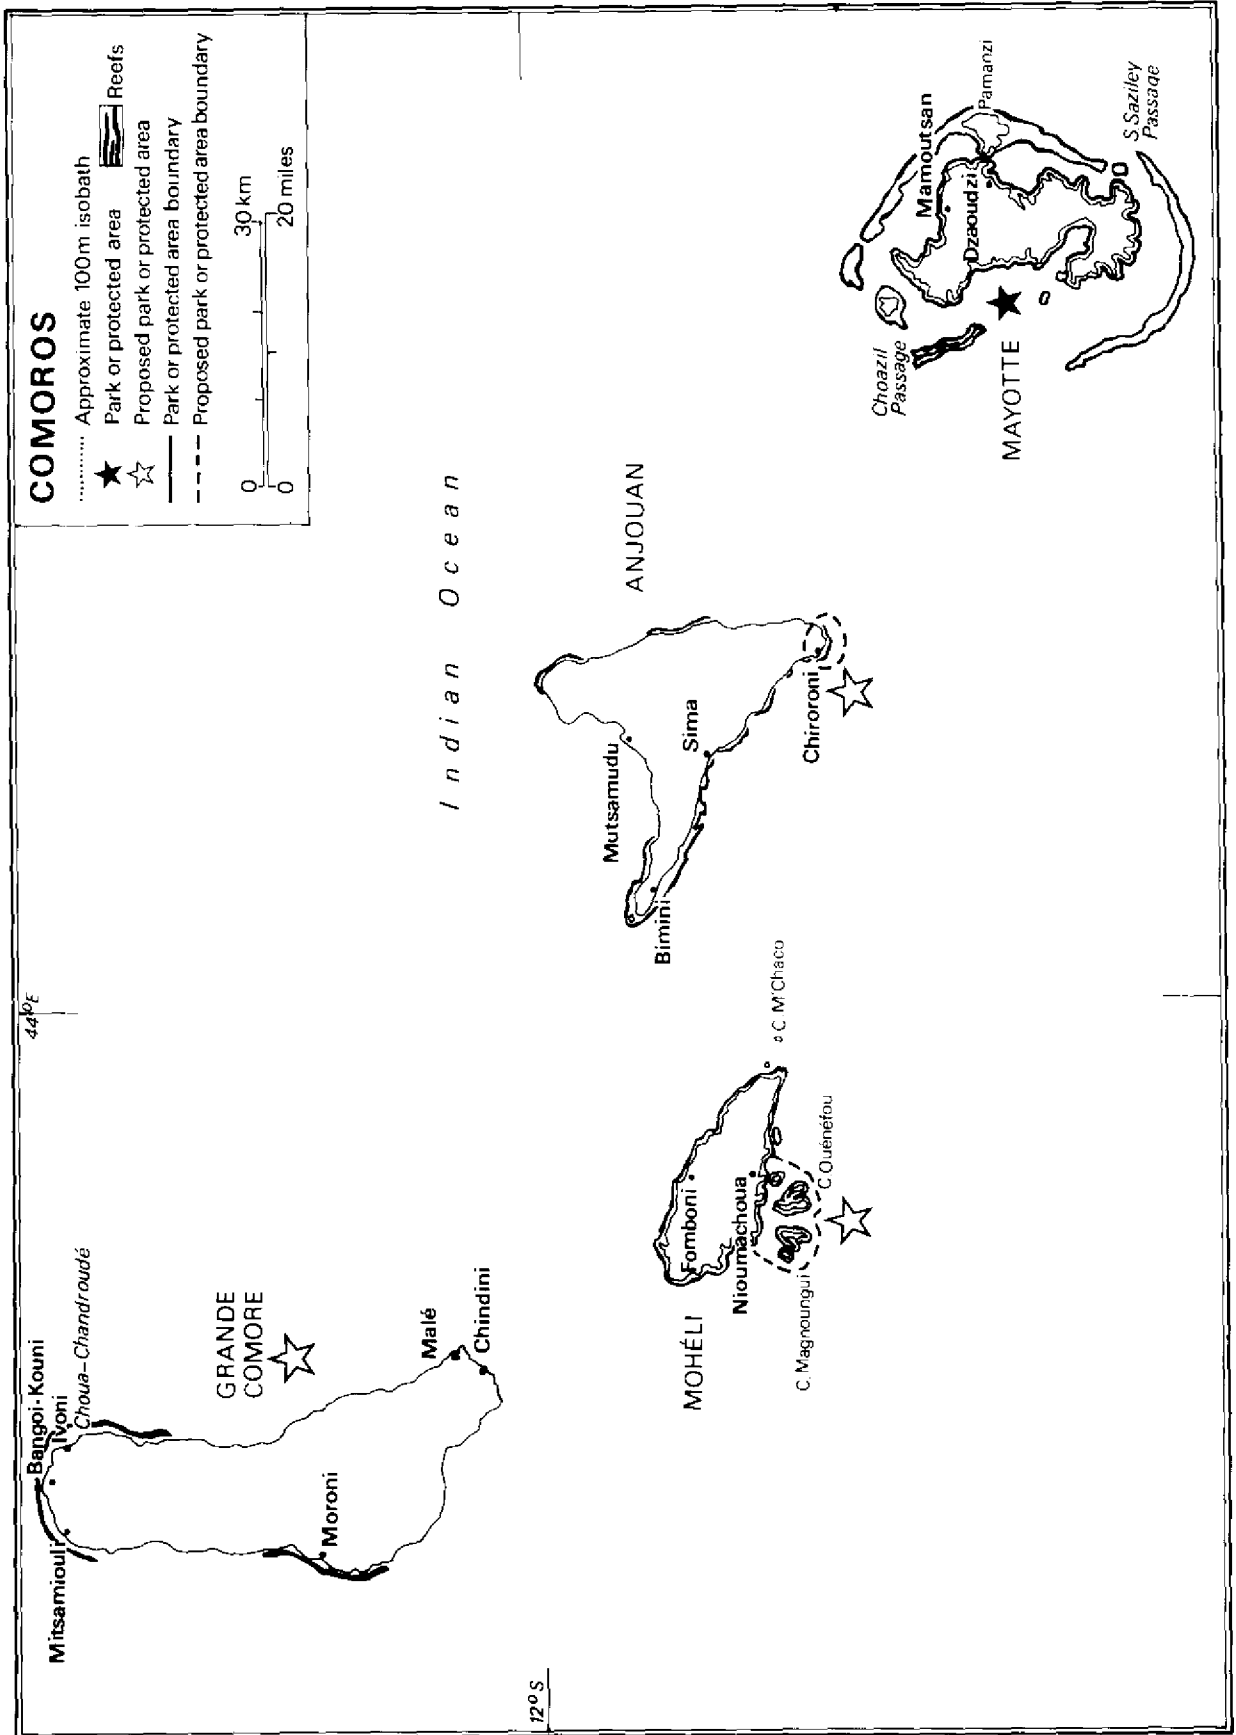 COMOROS
Approximate 100m isobath
Park or protected area
Reefs
Proposed park or protected area
Park or protected area boundary
Proposed park or protected area boundary
0 30 km
0 20 miles
44°E
12°S
Indian Ocean
Mitsamiouli
Bangoi-Kouni
Ivoni
Choua-Chandroudé
GRANDE
COMORE
Moroni
Malé
Chindini
MOHÉLI
Fomboni
Nioumachoua
C. Magnoungui
C. Ouénéfou
C. M'Chaco
ANJOUAN
Mutsamudu
Bimini
Sima
Chiroroni
MAYOTTE
Choazil
Passage
Mamoutsan
Dzaoudzi
Pamanzi
S Saziley
Passage